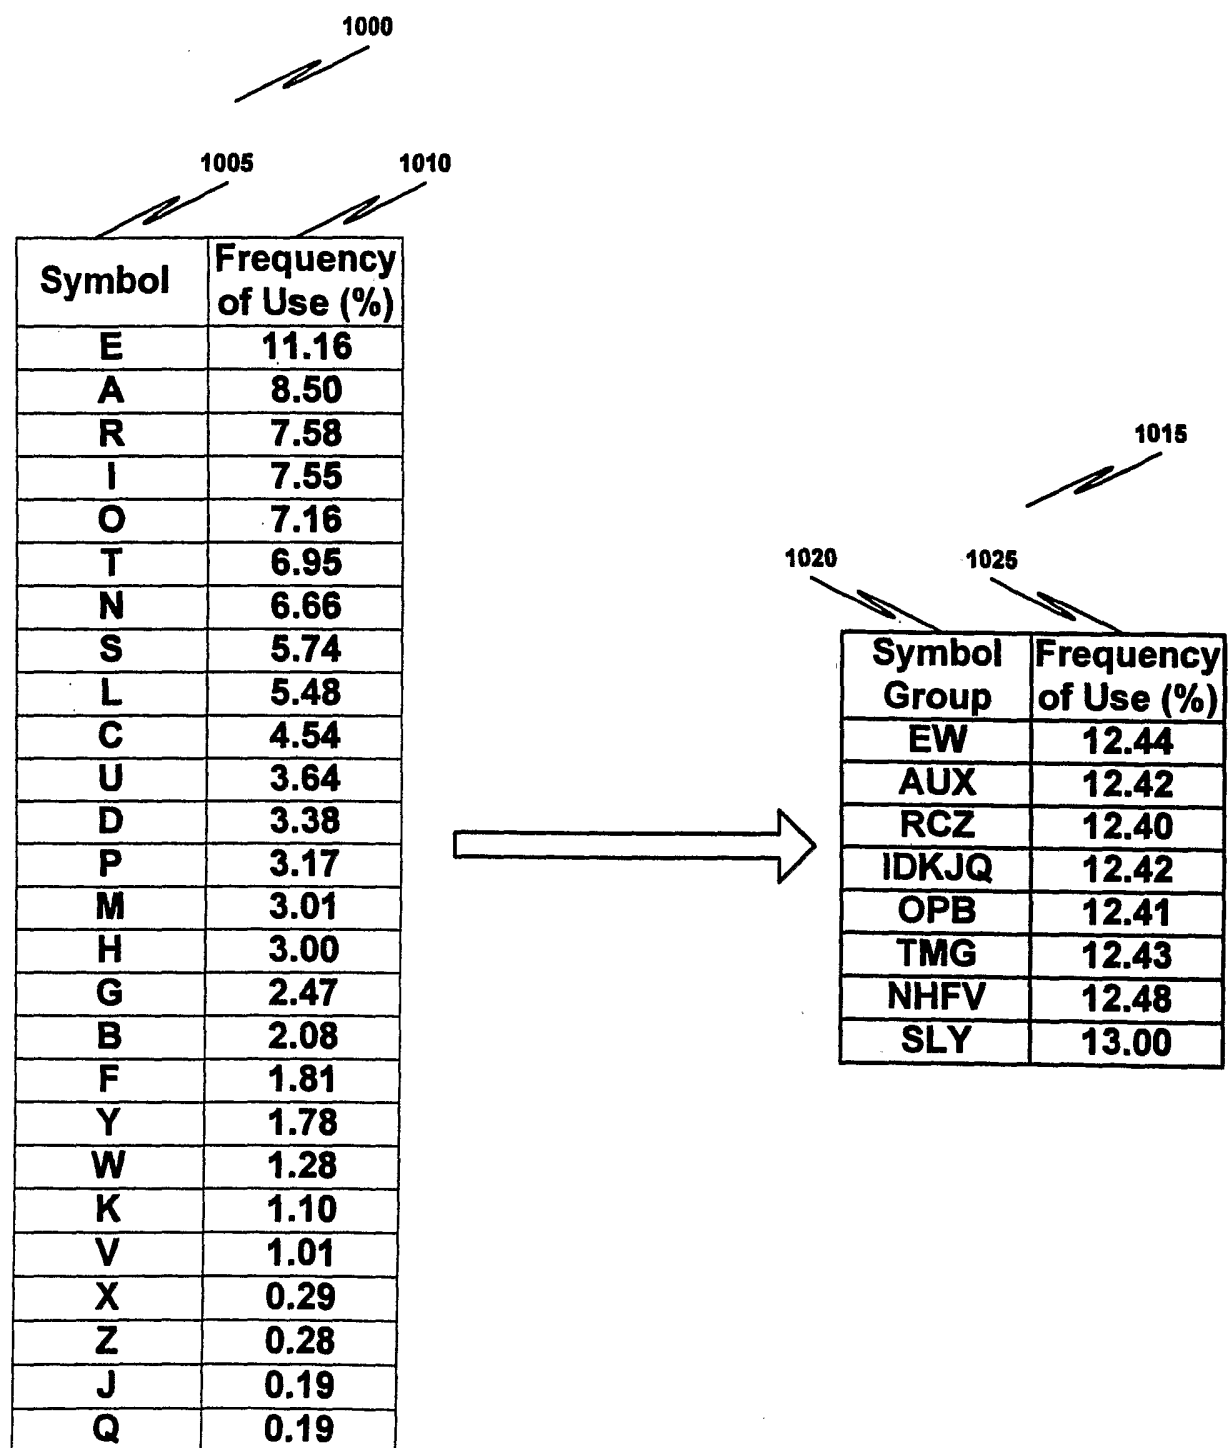 1000
1005 1010
Symbol Frequency of Use (%)
E 11.16
A 8.50
R 7.58
I 7.55
O 7.16
T 6.95
N 6.66
S 5.74
L 5.48
C 4.54
U 3.64
D 3.38
P 3.17
M 3.01
H 3.00
G 2.47
B 2.08
F 1.81
Y 1.78
W 1.28
K 1.10
V 1.01
X 0.29
Z 0.28
J 0.19
Q 0.19
1015
1020 1025
Symbol Group Frequency of Use (%)
EW 12.44
AUX 12.42
RCZ 12.40
IDKJQ 12.42
OPB 12.41
TMG 12.43
NHFV 12.48
SLY 13.00